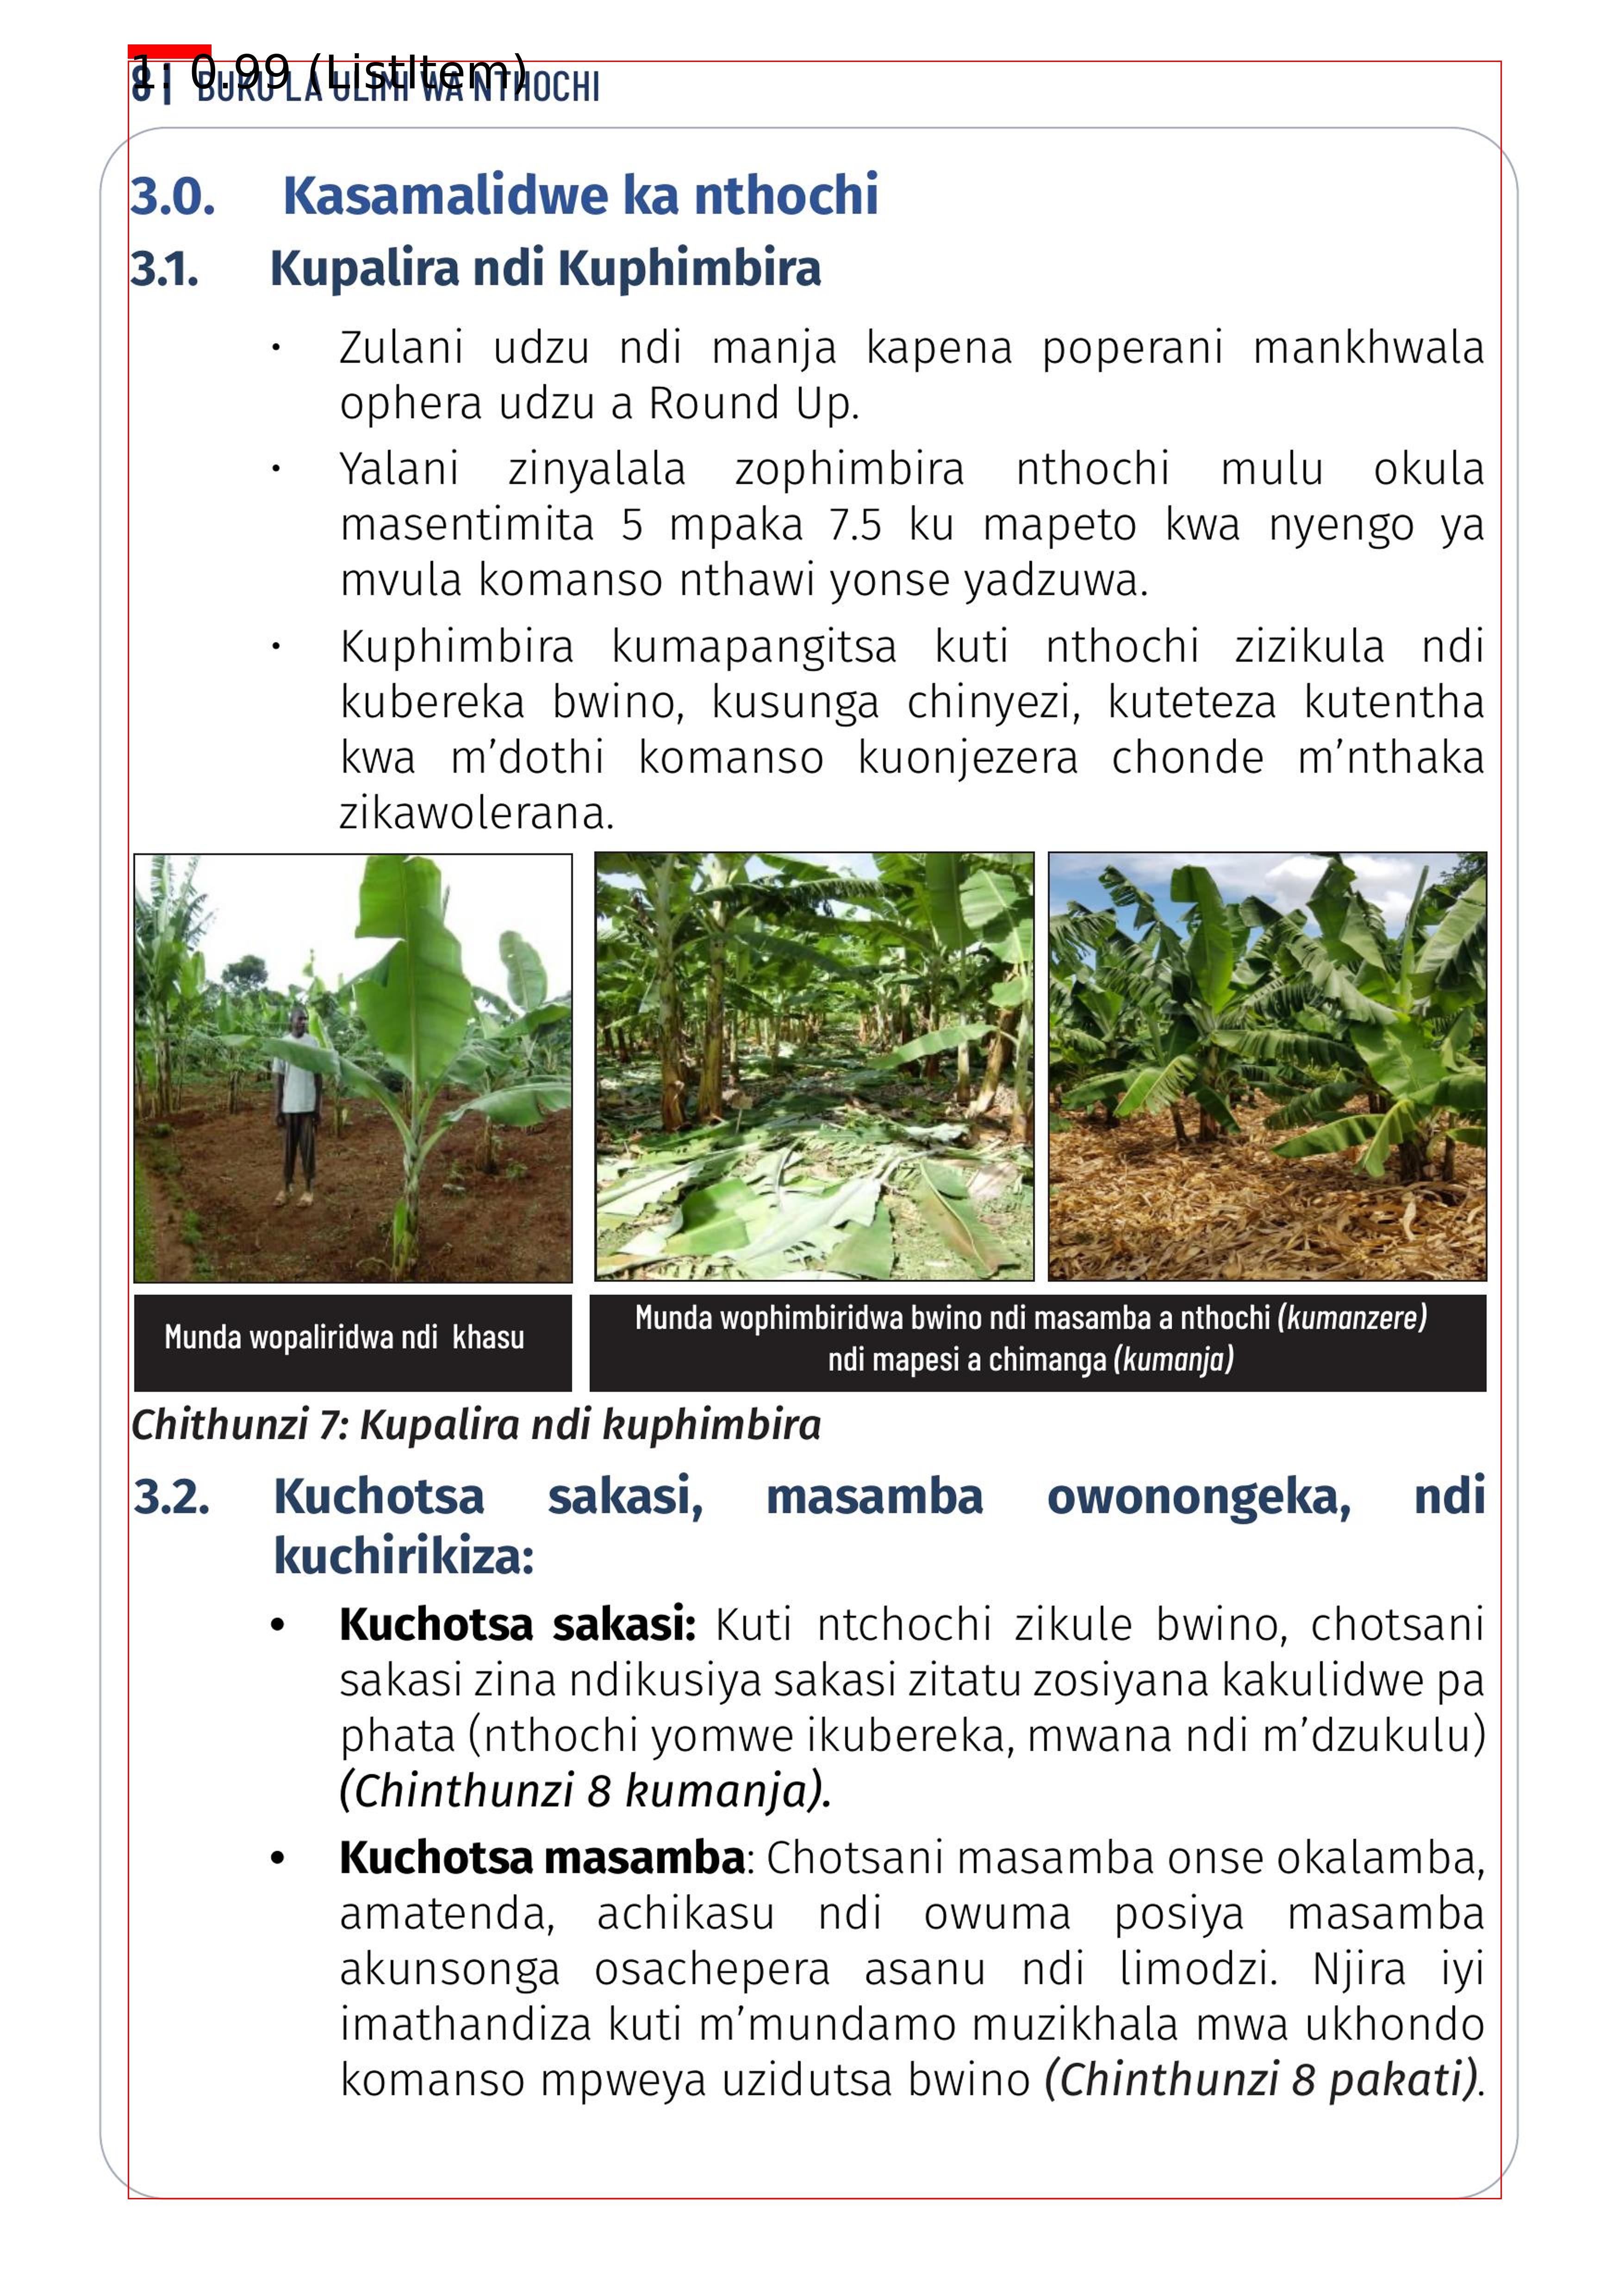 1: 0.99 (ListItem)
8 | BUKU LA ULIMI WA NTHOCHI
3.0. Kasamalidwe ka nthochi
3.1. Kupalira ndi Kuphimbira
• Zulani udzu ndi manja kapena poperani mankhwala
ophera udzu a Round Up.
• Yalani zinyalala zophimbira nthochi mulu okula
masentimita 5 mpaka 7.5 ku mapeto kwa nyengo ya
mvula komanso nthawi yonse yadzuwa.
• Kuphimbira kumapangitsa kuti nthochi zizikula ndi
kubereka bwino, kusunga chinyezi, kuteteza kutentha
kwa m’dothi komanso kuonjezera chonde m’nthaka
zikawolerana.
Munda wopaliridwa ndi khasu
Munda wophimbiridwa bwino ndi masamba a nthochi (kumanzere)
ndi mapesi a chimanga (kumanja)
Chithunzi 7: Kupalira ndi kuphimbira
3.2. Kuchotsa sakasi, masamba owonongeka, ndi
kuchirikiza:
• Kuchotsa sakasi: Kuti ntchochi zikule bwino, chotsani
sakasi zina ndikusiya sakasi zitatu zosiyana kakulidwe pa
phata (nthochi yomwe ikubereka, mwana ndi m’dzukulu)
(Chinthunzi 8 kumanja).
• Kuchotsa masamba: Chotsani masamba onse okalamba,
amatenda, achikasu ndi owuma posiya masamba
akunsonga osachepera asanu ndi limodzi. Njira iyi
imathandiza kuti m’mundamo muzikhala mwa ukhondo
komanso mpweya uzidutsa bwino (Chinthunzi 8 pakati).